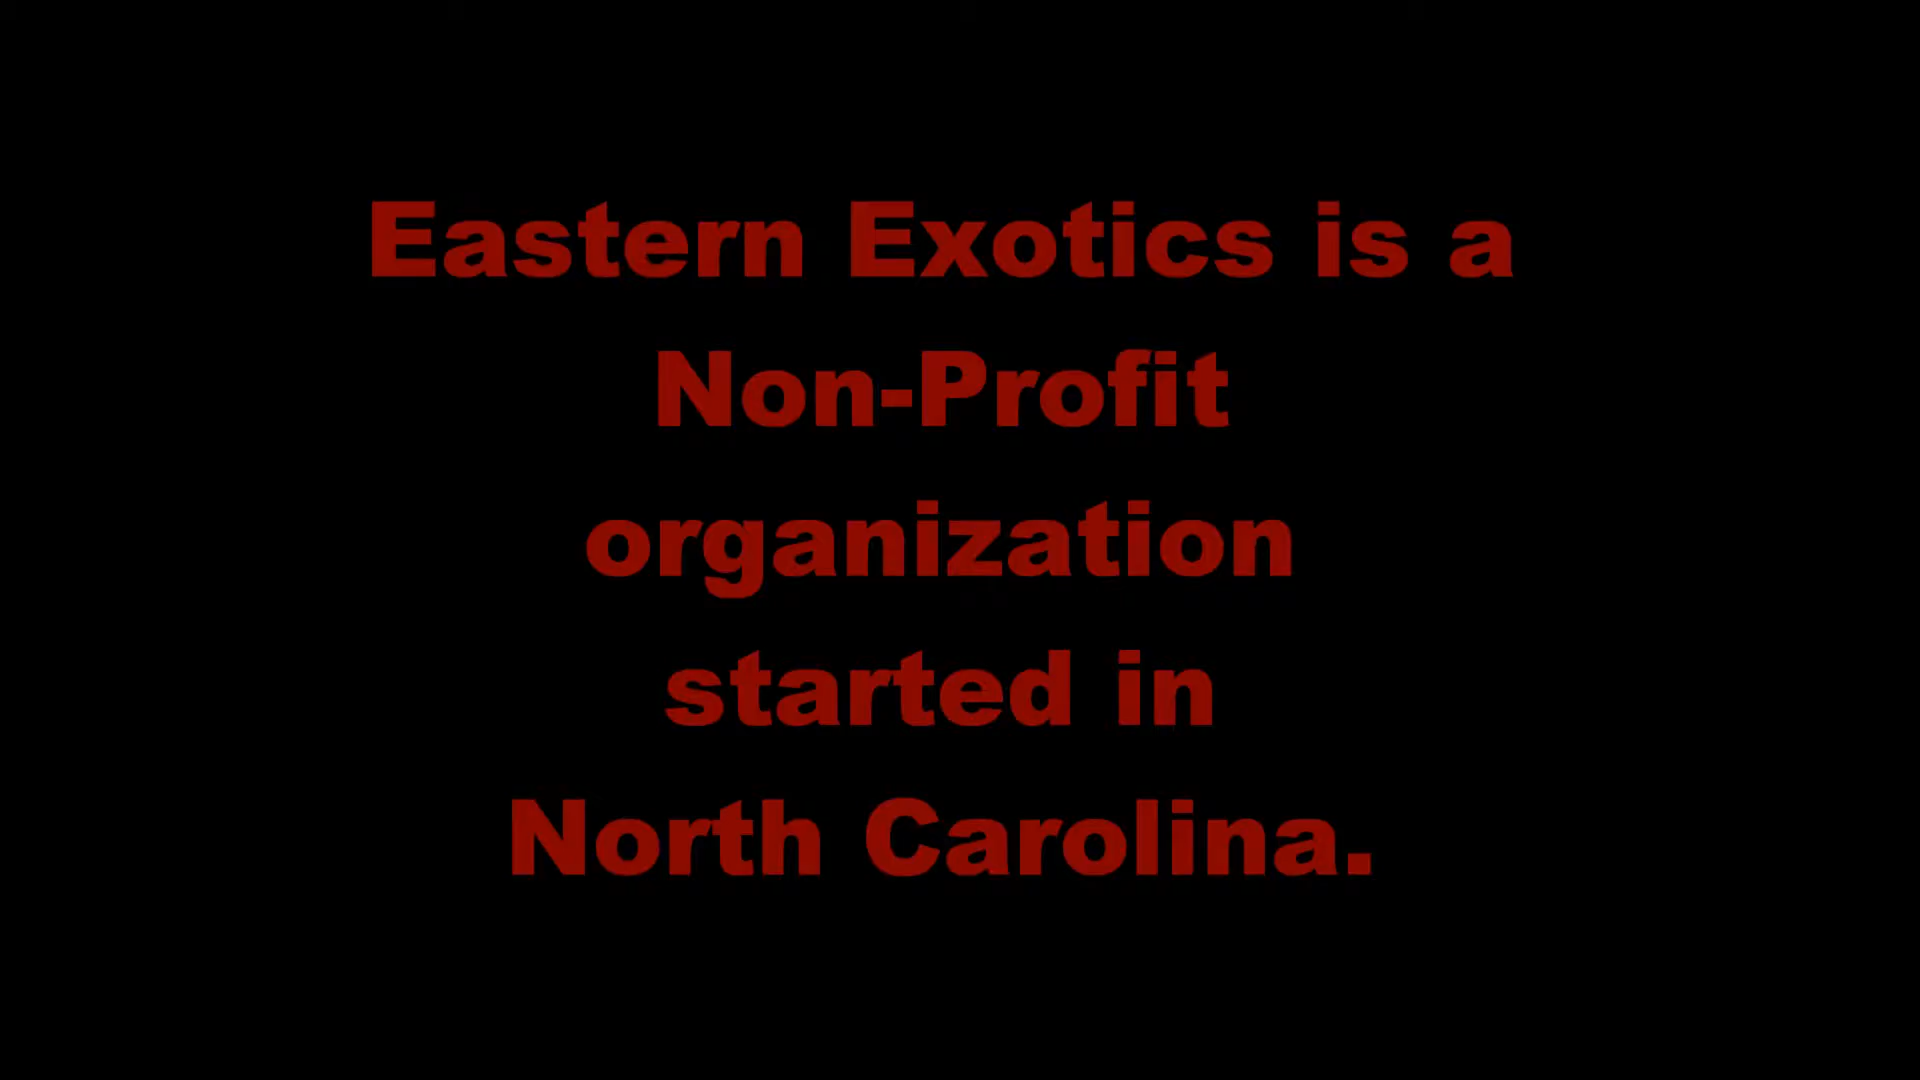 Eastern Exotics is a
Non-Profit
organization
started in
North Carolina.